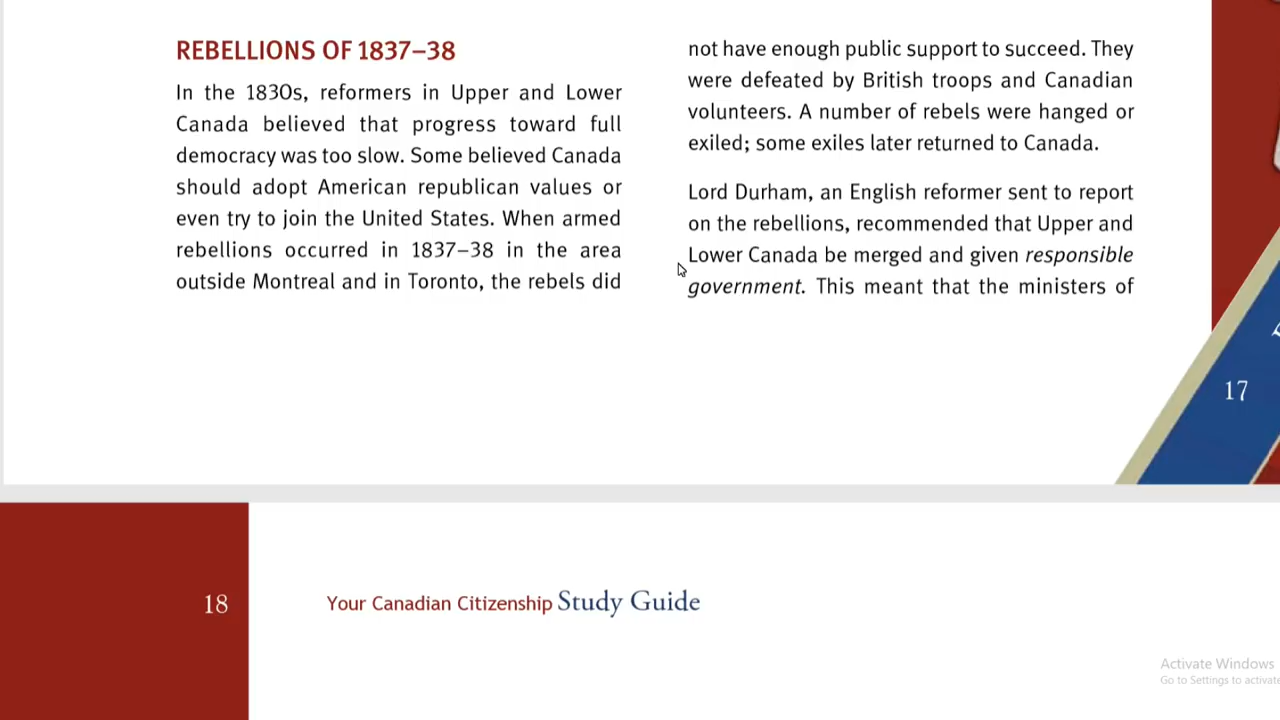 REBELLIONS OF 1837–38
In the 1830s, reformers in Upper and Lower
Canada believed that progress toward full
democracy was too slow. Some believed Canada
should adopt American republican values or
even try to join the United States. When armed
rebellions occurred in 1837–38 in the area
outside Montreal and in Toronto, the rebels did
not have enough public support to succeed. They
were defeated by British troops and Canadian
volunteers. A number of rebels were hanged or
exiled; some exiles later returned to Canada.
Lord Durham, an English reformer sent to report
on the rebellions, recommended that Upper and
Lower Canada be merged and given responsible
government. This meant that the ministers of
17
18
Your Canadian Citizenship Study Guide
Activate Windows
Go to Settings to activate